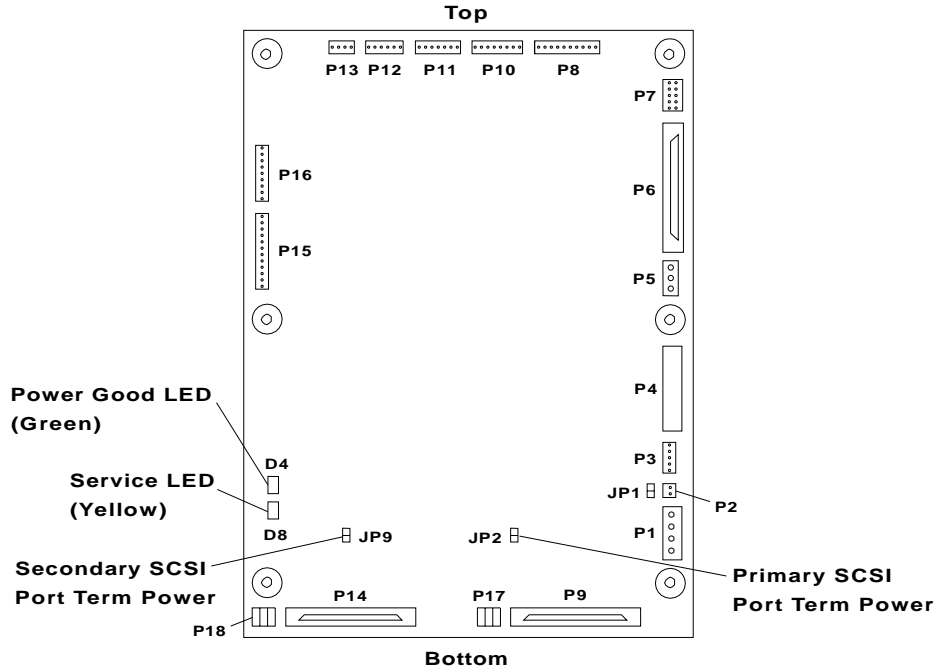 Top
P13 P12 P11 P10 P8
P7
P16
P6
P15
P5
Power Good LED
(Green)
P4
D4
P3
Service LED
(Yellow)
JP1
P2
D8
JP9
JP2
P1
Secondary SCSI
Port Term Power
Primary SCSI
Port Term Power
P14
P17
P9
P18
Bottom